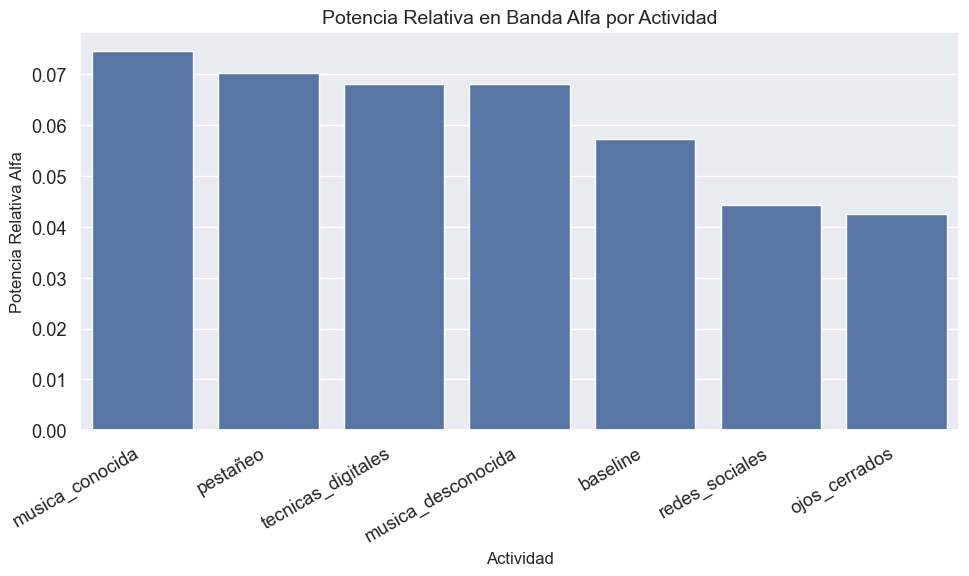 Potencia Relativa en Banda Alfa por Actividad
Potencia Relativa Alfa
0.07
0.06
0.05
0.04
0.03
0.02
0.01
0.00
musica_conocida
pestañeo
tecnicas_digitales
musica_desconocida
baseline
redes_sociales
ojos_cerrados
Actividad